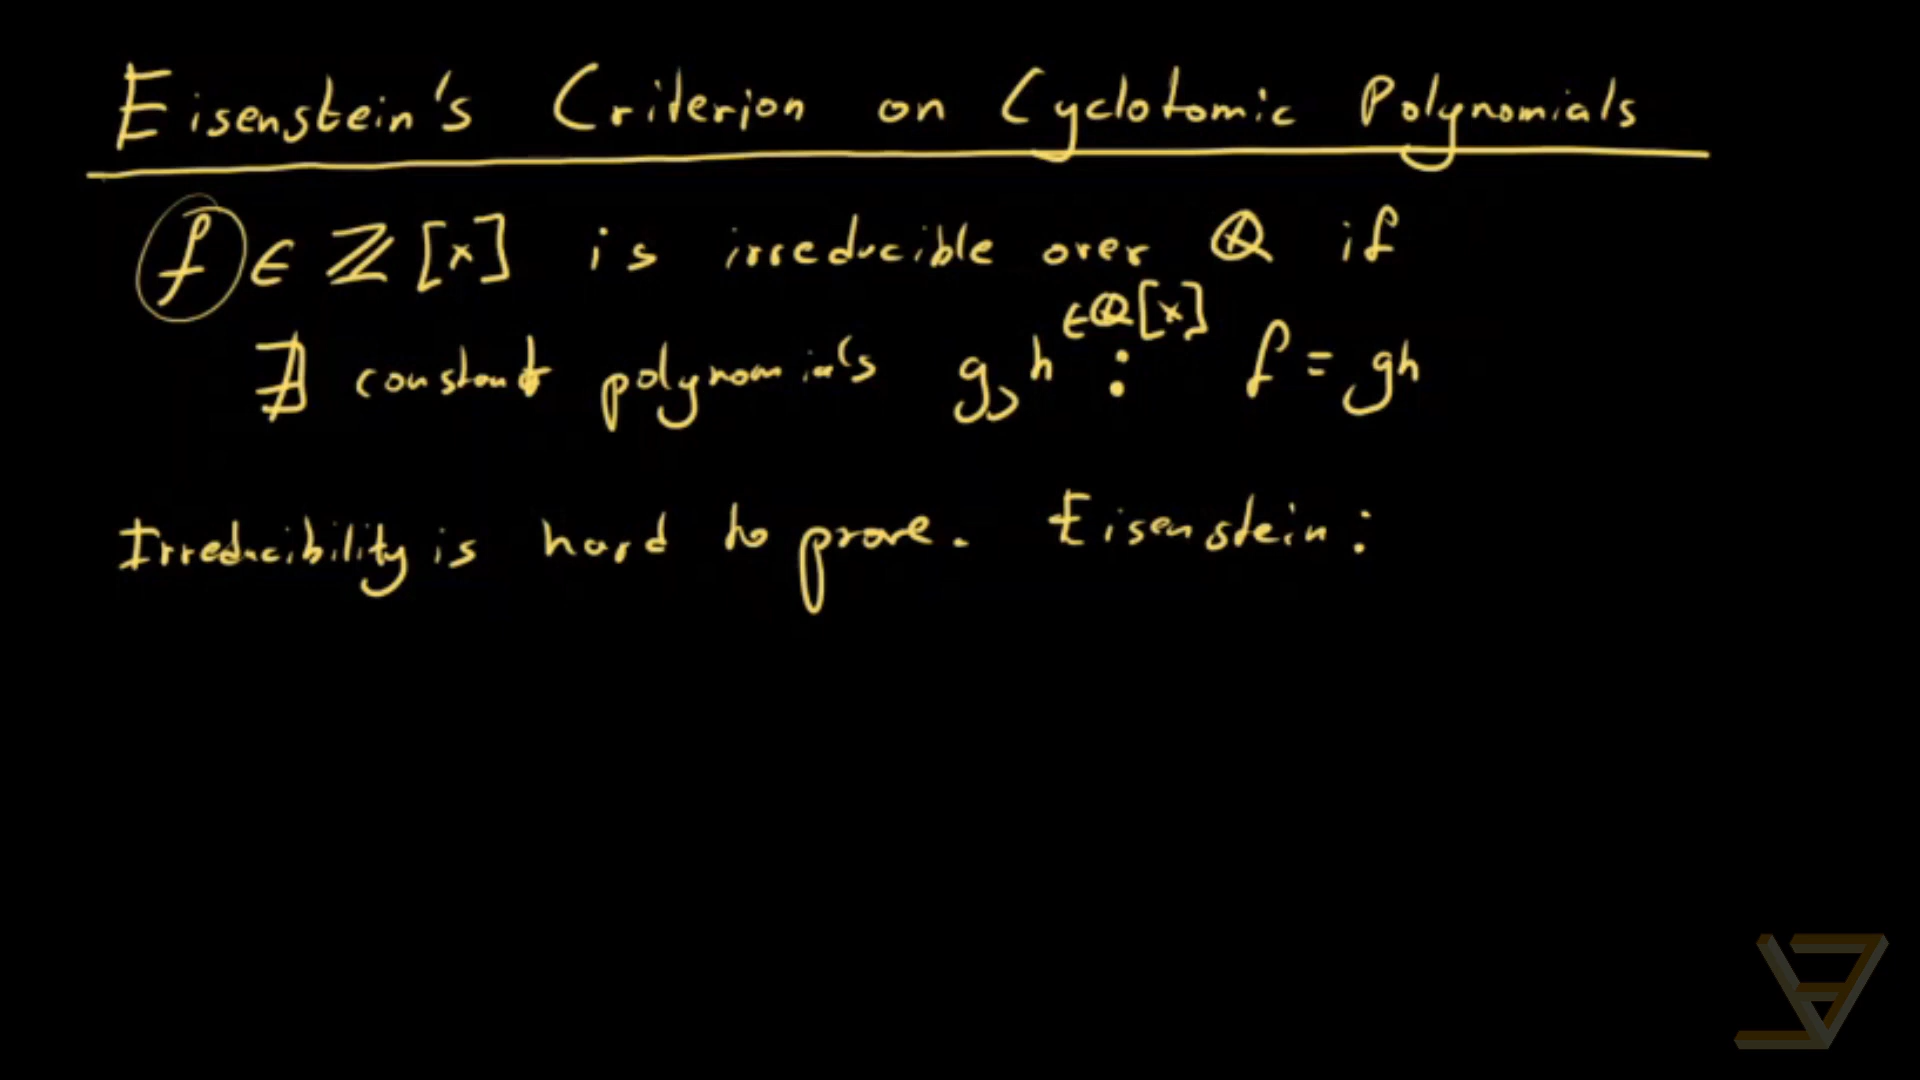 Eisenstein's Criterion on Cyclotomic Polynomials
f ∈ ℤ[x] is irreducible over ℚ if
∄ constant polynomials g, h ∈ℚ[x] : f = gh
Irreducibility is hard to prove. Eisenstein: